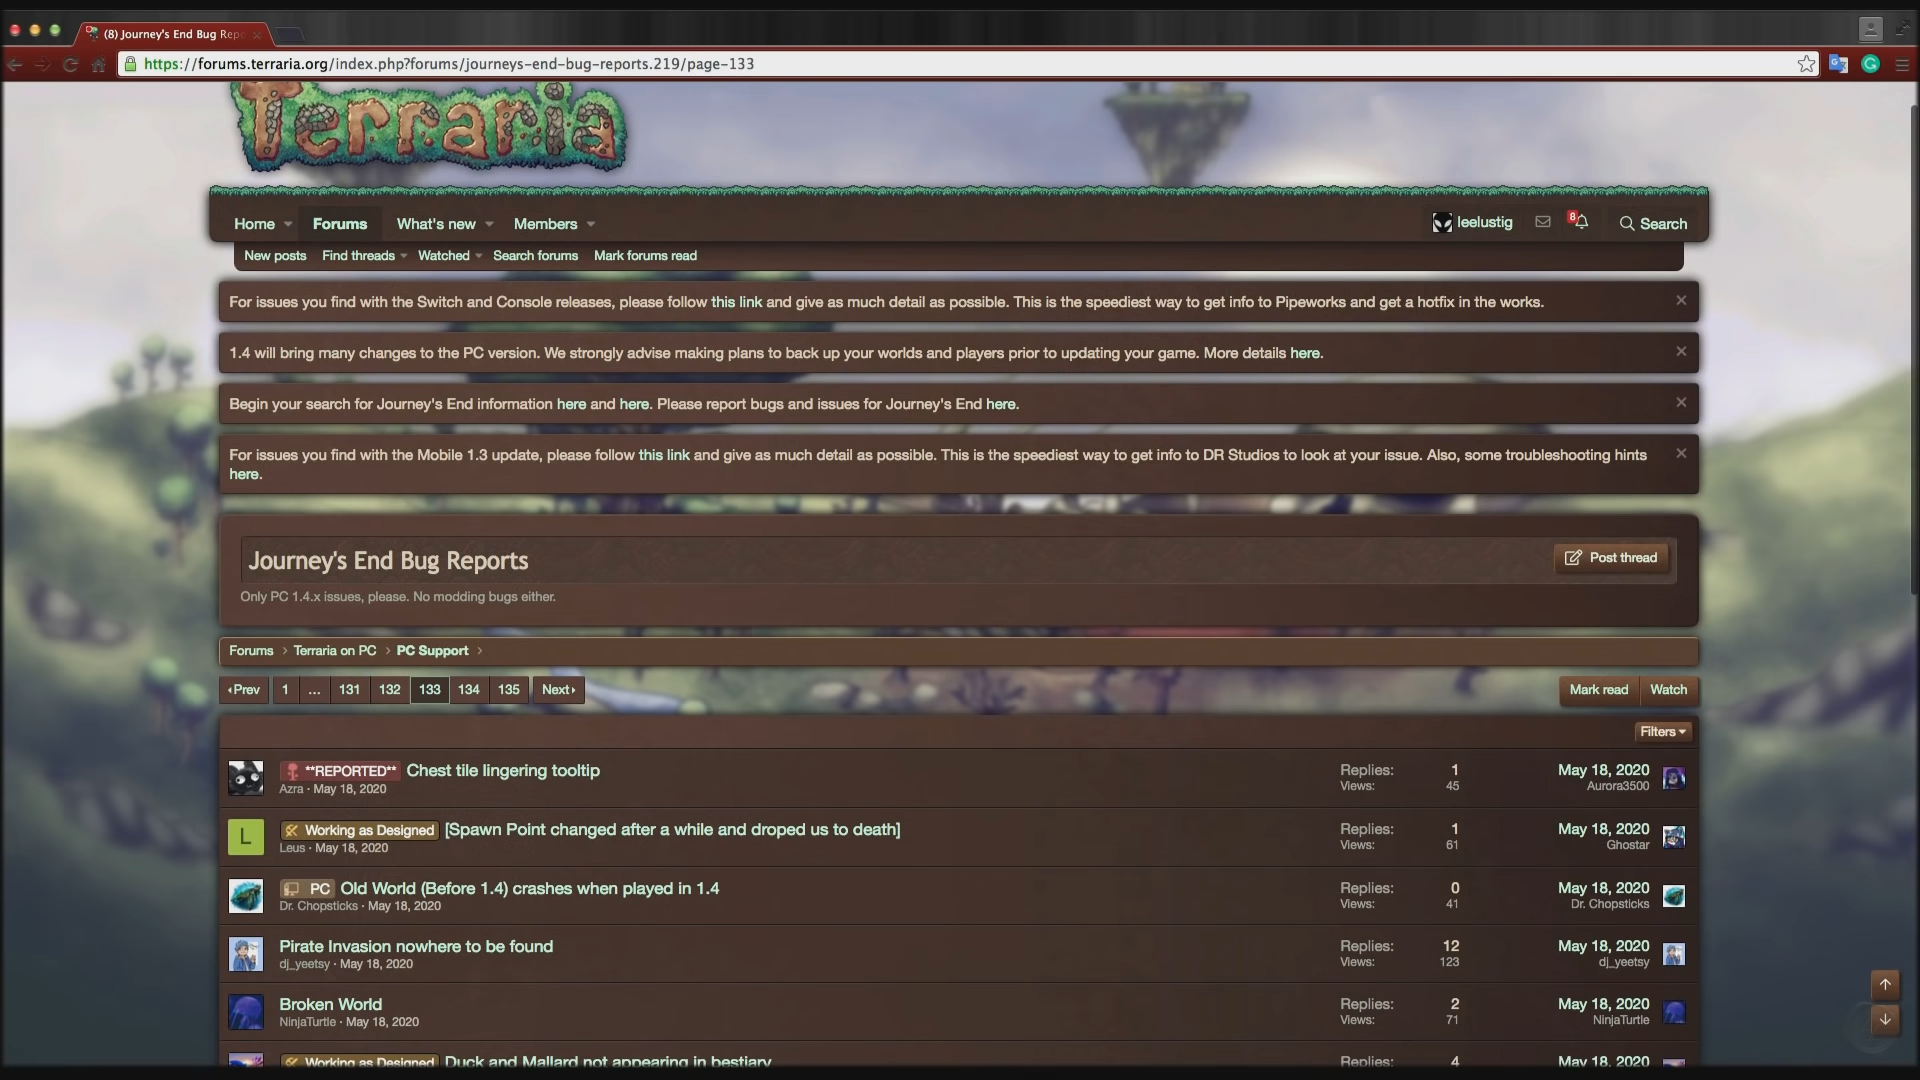 (8) Journey's End Bug Rep
https://forums.terraria.org/index.php?forums/journeys-end-bug-reports.219/page-133
Terraria
Home Forums What's new Members leelustig 8 Search
New posts Find threads Watched Search forums Mark forums read
For issues you find with the Switch and Console releases, please follow this link and give as much detail as possible. This is the speediest way to get info to Pipeworks and get a hotfix in the works.
1.4 will bring many changes to the PC version. We strongly advise making plans to back up your worlds and players prior to updating your game. More details here.
Begin your search for Journey's End information here and here. Please report bugs and issues for Journey's End here.
For issues you find with the Mobile 1.3 update, please follow this link and give as much detail as possible. This is the speediest way to get info to DR Studios to look at your issue. Also, some troubleshooting hints
here.
Journey's End Bug Reports
Post thread
Only PC 1.4.x issues, please. No modding bugs either.
Forums › Terraria on PC › PC Support ›
Prev 1 ... 131 132 133 134 135 Next Mark read Watch
Filters
**REPORTED** Chest tile lingering tooltip Replies: 1 May 18, 2020
Azra · May 18, 2020 Views: 45 Aurora3500
L Working as Designed [Spawn Point changed after a while and droped us to death] Replies: 1 May 18, 2020
Leus · May 18, 2020 Views: 61 Ghostar
PC Old World (Before 1.4) crashes when played in 1.4 Replies: 0 May 18, 2020
Dr. Chopsticks · May 18, 2020 Views: 41 Dr. Chopsticks
Pirate Invasion nowhere to be found Replies: 12 May 18, 2020
dj_yeetsy · May 18, 2020 Views: 123 dj_yeetsy
Broken World Replies: 2 May 18, 2020
NinjaTurtle · May 18, 2020 Views: 71 NinjaTurtle
Working as Designed Duck and Mallard not appearing in bestiary Replies: 4 May 18, 2020